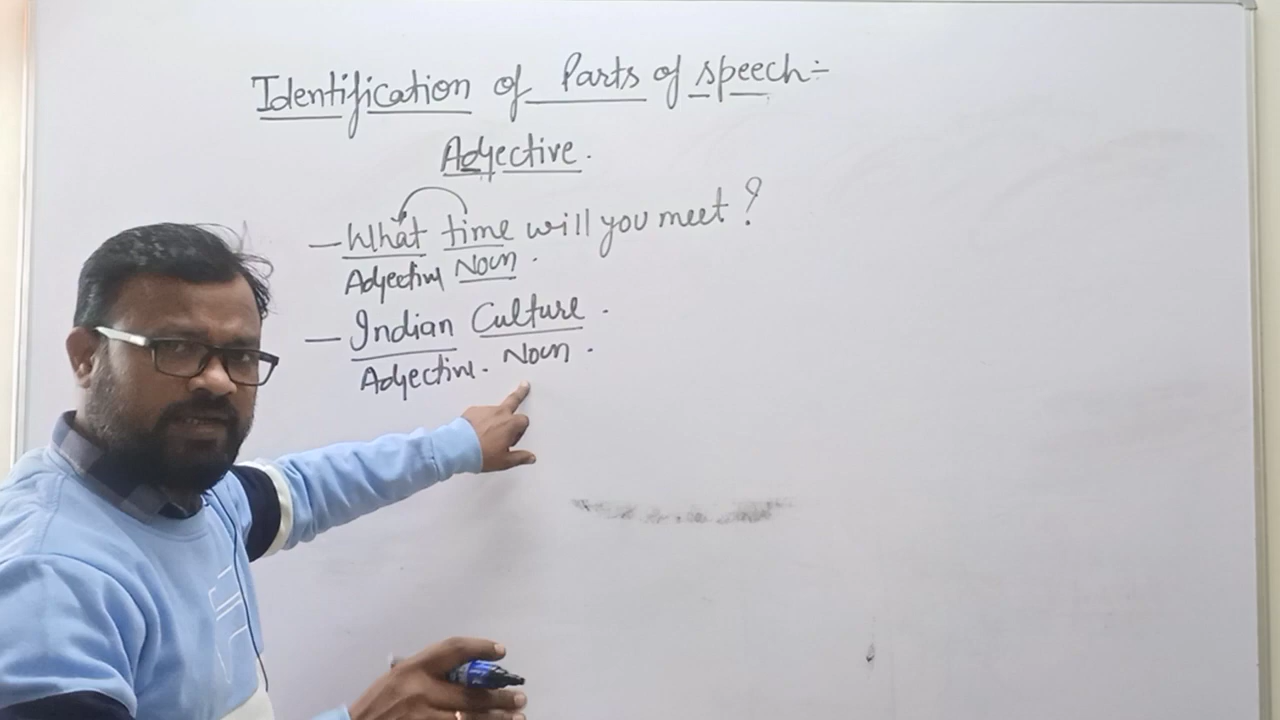 Identification of Parts of speech:-
Adjective.
- What time will you meet ?
Adjective Noun .
- Indian Culture .
Adjective. Noun .